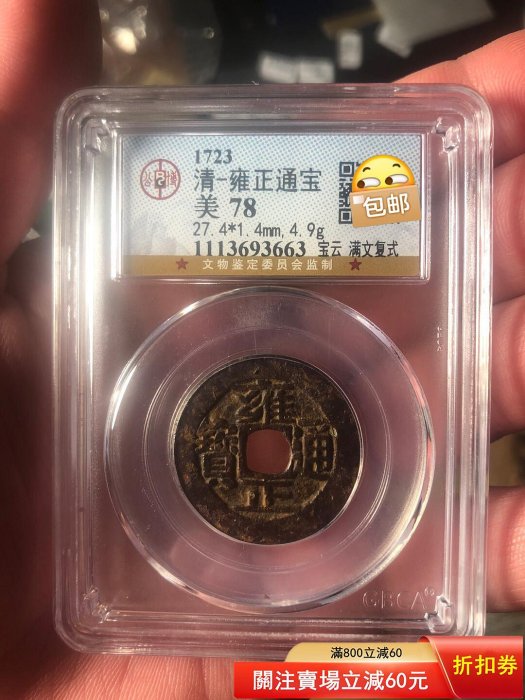 1723
清-雍正通宝
美 78
27.4*1.4mm,4.9g
1113693663 宝云 满文复式
★ 文物鉴定委员会监制 ★
包邮
雍正通寶
GBCA
滿800立減60
關注賣場立減60元
折扣券